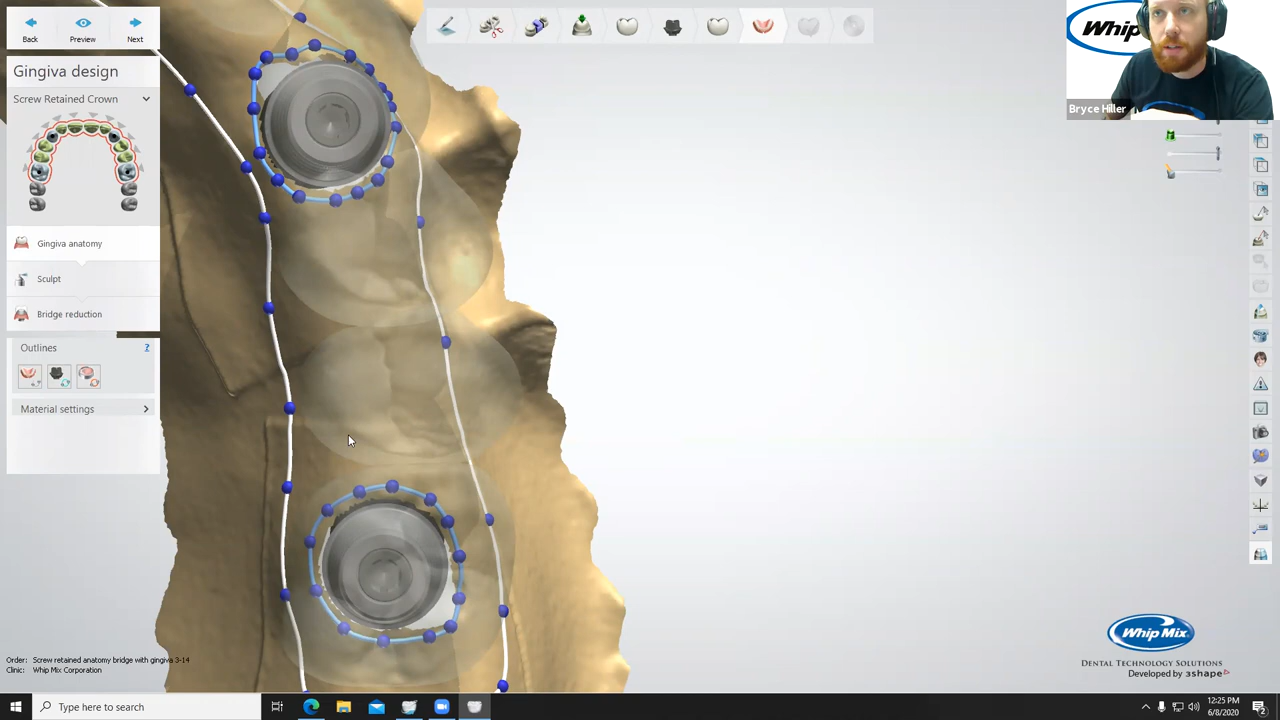 Back
Preview
Next
Gingiva design
Screw Retained Crown
Gingiva anatomy
Sculpt
Bridge reduction
Outlines
?
Material settings
Order: Screw retained anatomy bridge with gingiva 3-14
Clinic: Whip Mix Corporation
Whip
Bryce Hiller
Whip Mix
DENTAL TECHNOLOGY SOLUTIONS
Developed by 3shape
Type here to search
12:25 PM
6/8/2020
2